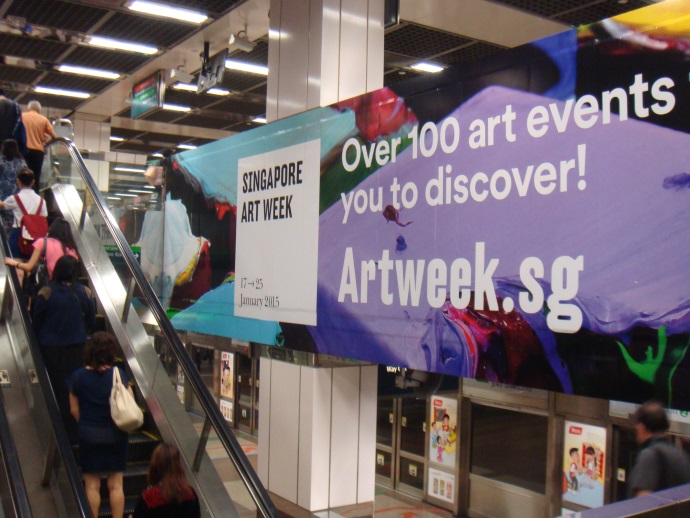 SINGAPORE
ART WEEK
17→25
January 2015
Over 100 art events
you to discover!
Artweek.sg